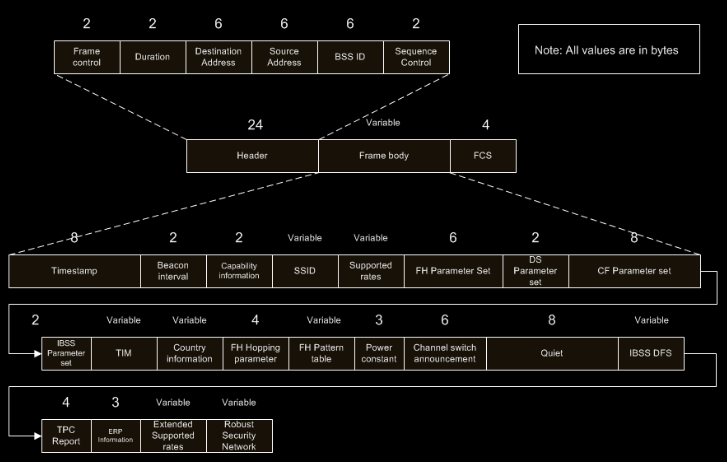 2 2 6 6 6 2
Frame control Duration Destination Address Source Address BSS ID Sequence Control
Note: All values are in bytes
24 Variable 4
Header Frame body FCS
8 2 2 Variable Variable 6 2 8
Timestamp Beacon interval Capability information SSID Supported rates FH Parameter Set DS Parameter set CF Parameter set
2 Variable Variable 4 Variable 3 6 8 Variable
IBSS Parameter set TIM Country information FH Hopping parameter FH Pattern table Power constant Channel switch announcement Quiet IBSS DFS
4 3 Variable Variable
TPC Report ERP Information Extended Supported rates Robust Security Network